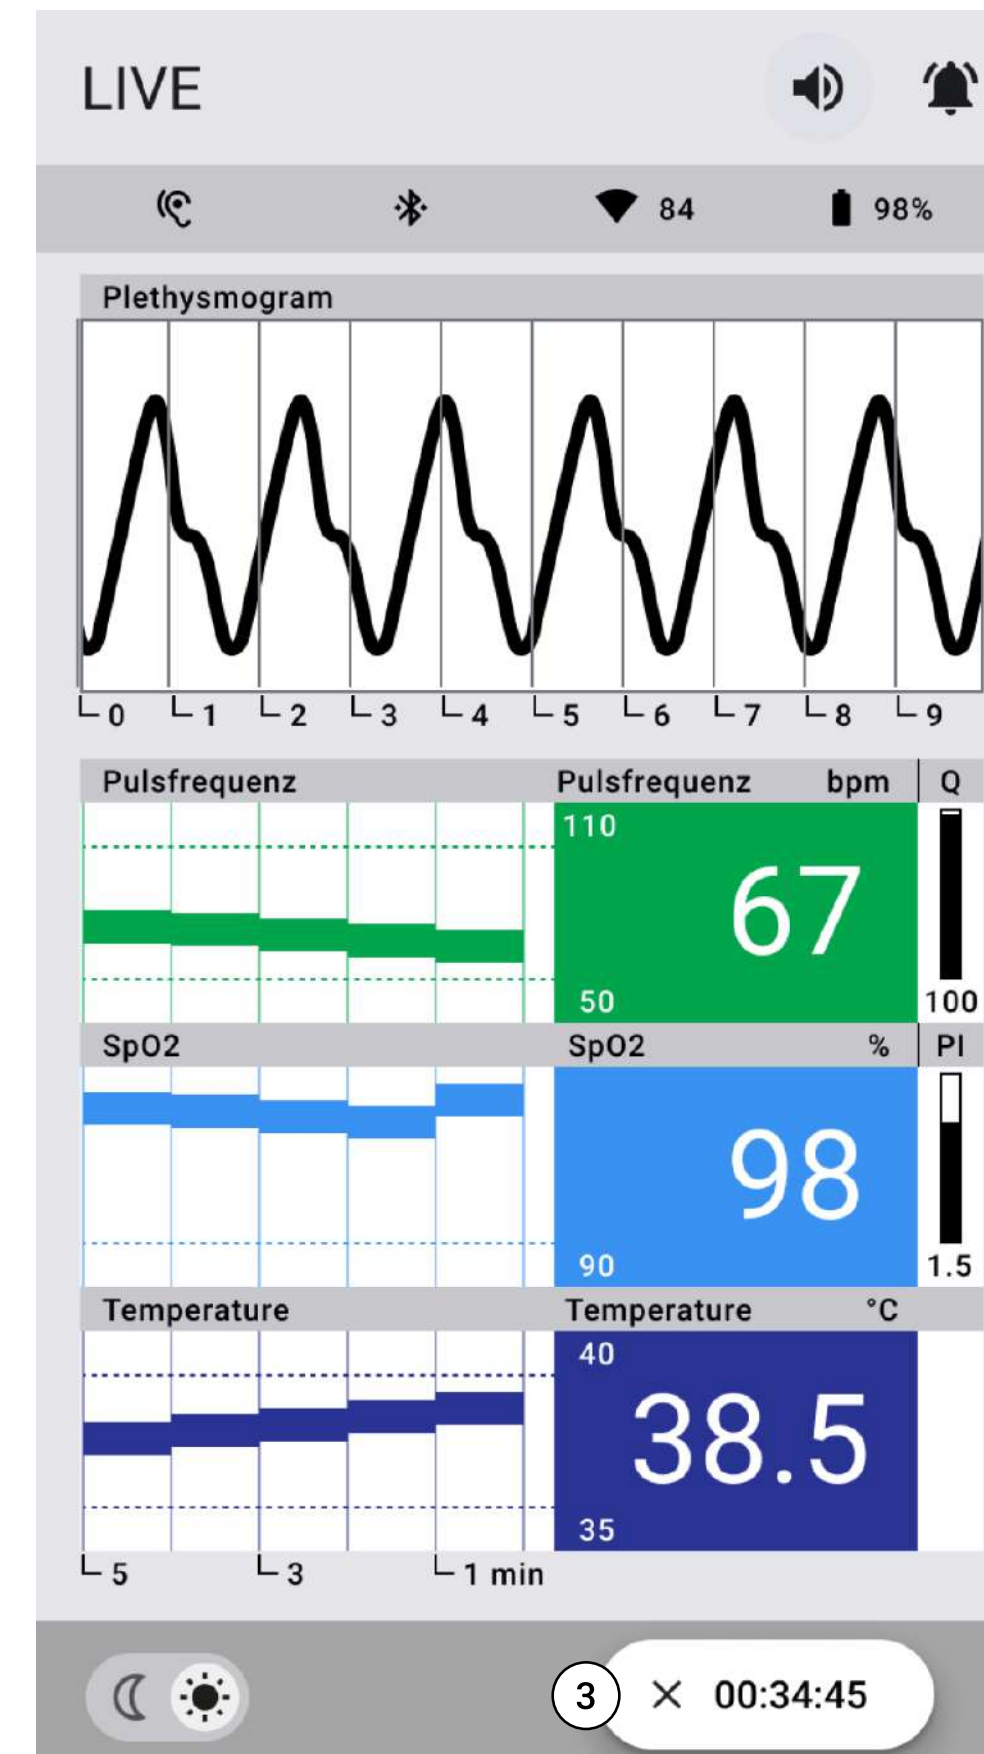 LIVE
84 98%
Plethysmogram
0 1 2 3 4 5 6 7 8 9
Pulsfrequenz Pulsfrequenz bpm Q
110
67
50 100
SpO2 SpO2 % PI
98
90 1.5
Temperature Temperature °C
40
38.5
35
5 3 1 min
3 00:34:45